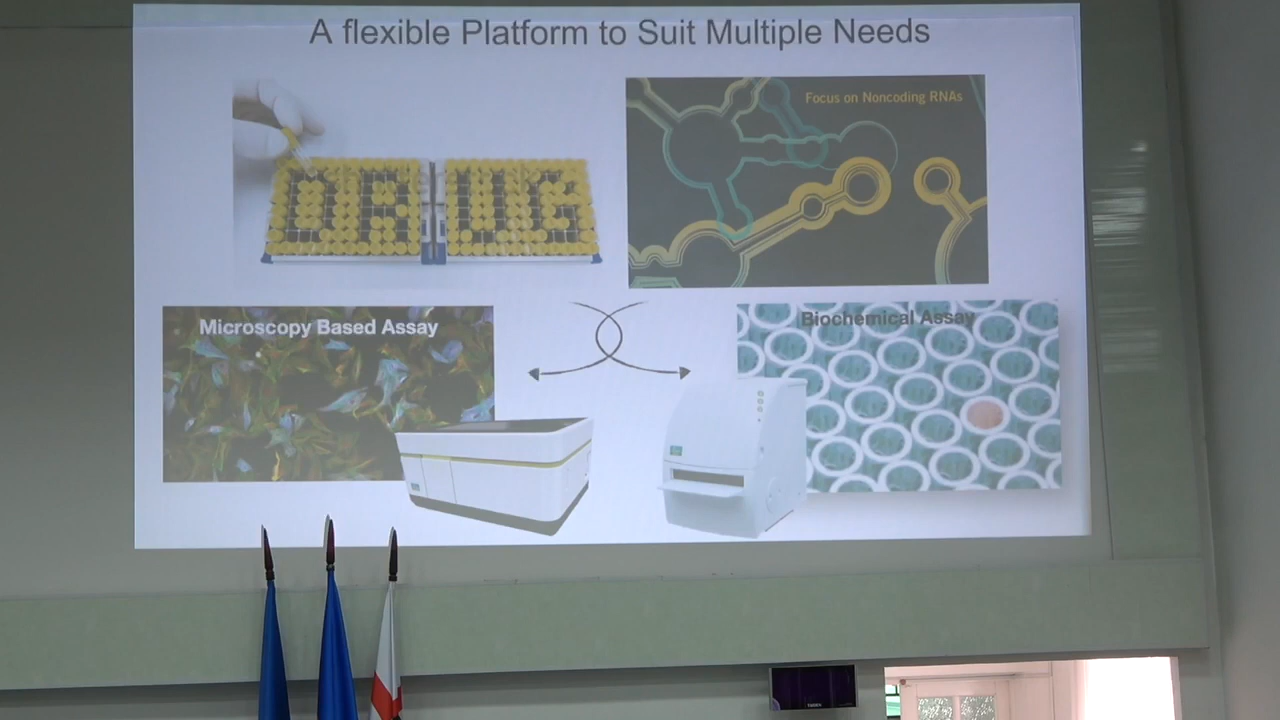 A flexible Platform to Suit Multiple Needs
DRUG
Focus on Noncoding RNAs
Microscopy Based Assay
Biochemical Assay